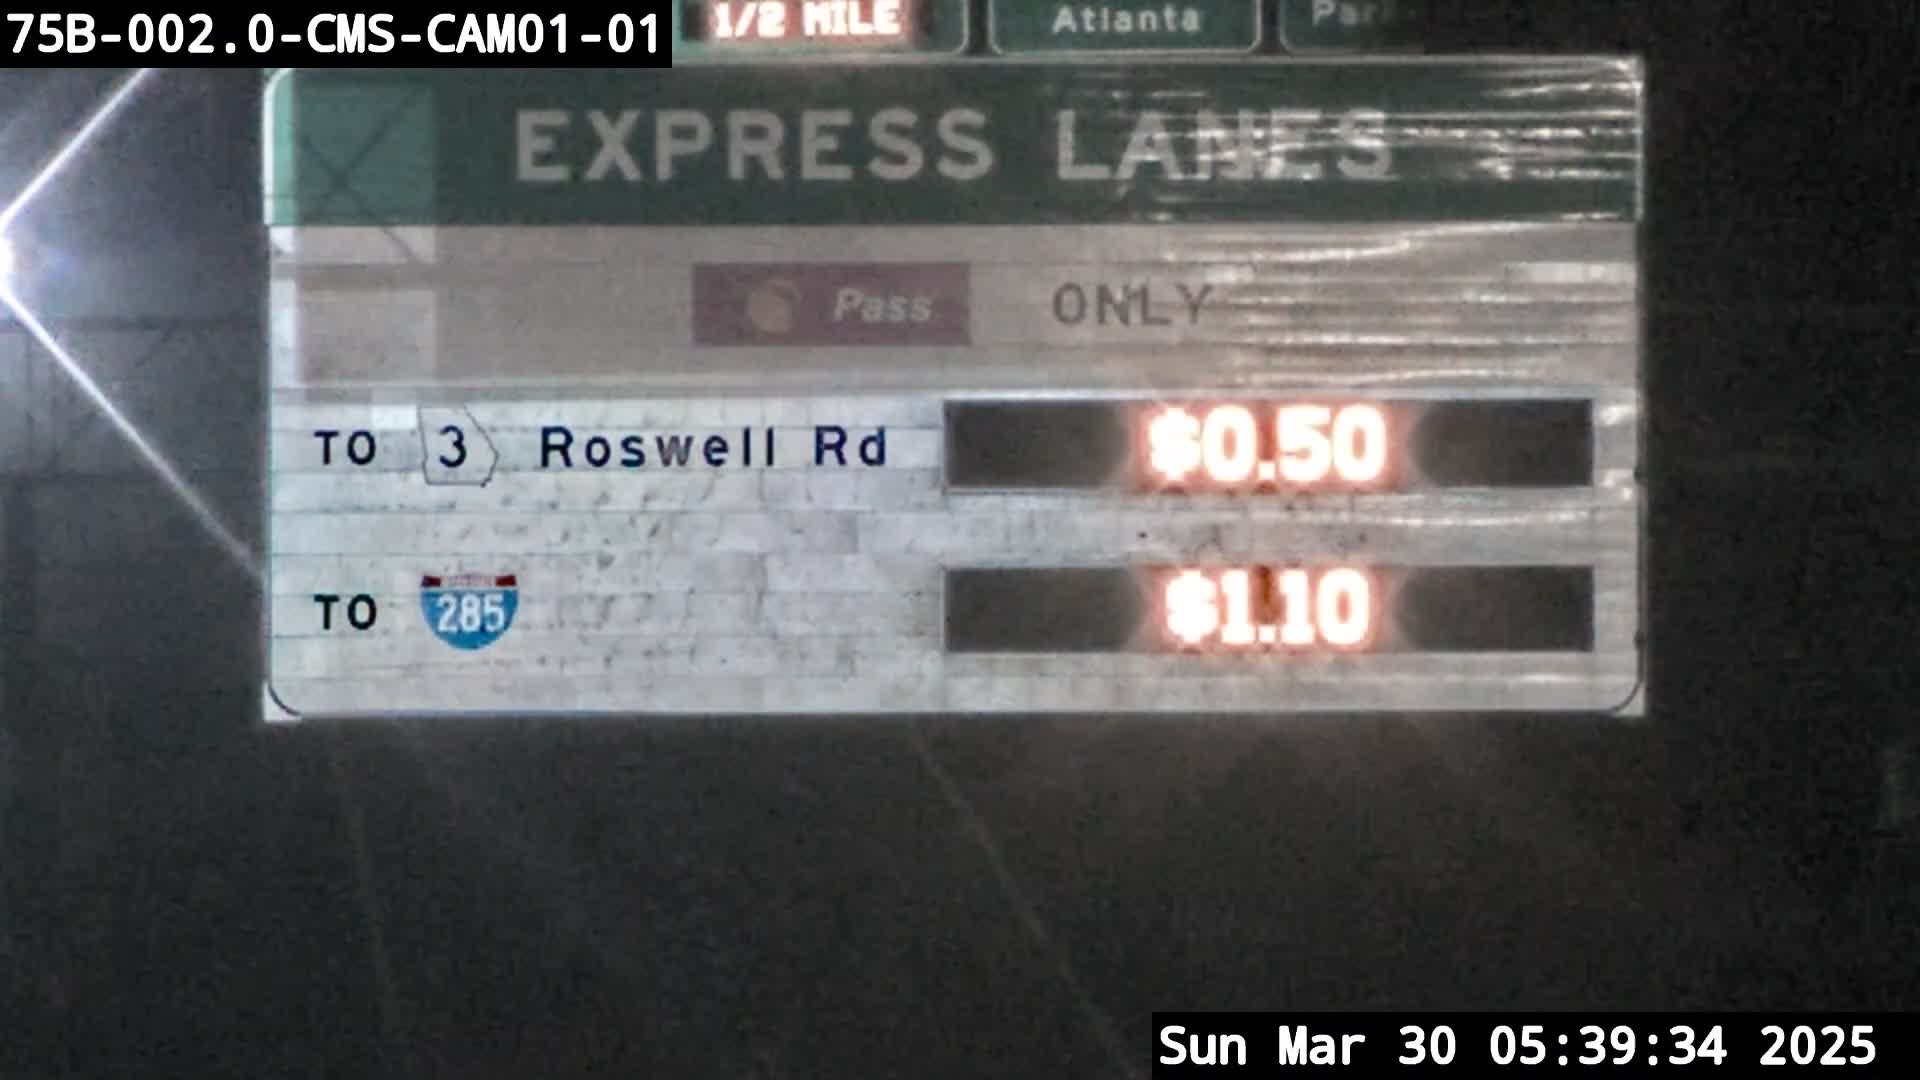 75B-002.0-CMS-CAM01-01
1/2 MILE
Atlanta
EXPRESS LANES
Pass ONLY
TO 3 Roswell Rd $0.50
TO 285 $1.10
Sun Mar 30 05:39:34 2025